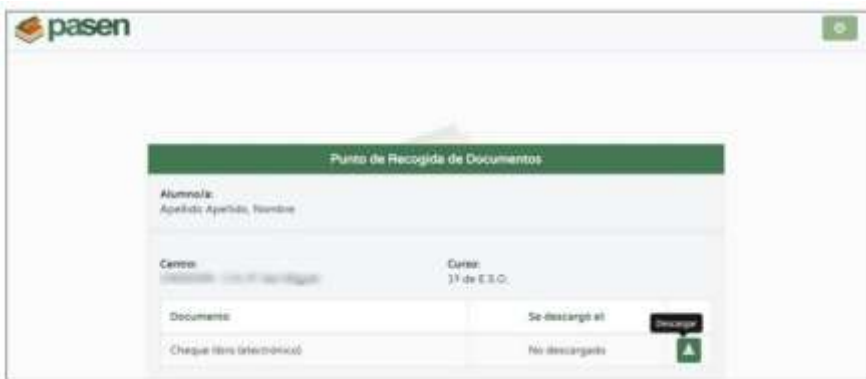 pasen
Punto de Recogida de Documentos
Alumno/a:
Apellido Apellido, Nombre
Centro: Curso:
1º de E.S.O.
Documento Se descargó el
Descargar
Cheque libro (electrónico) No descargado